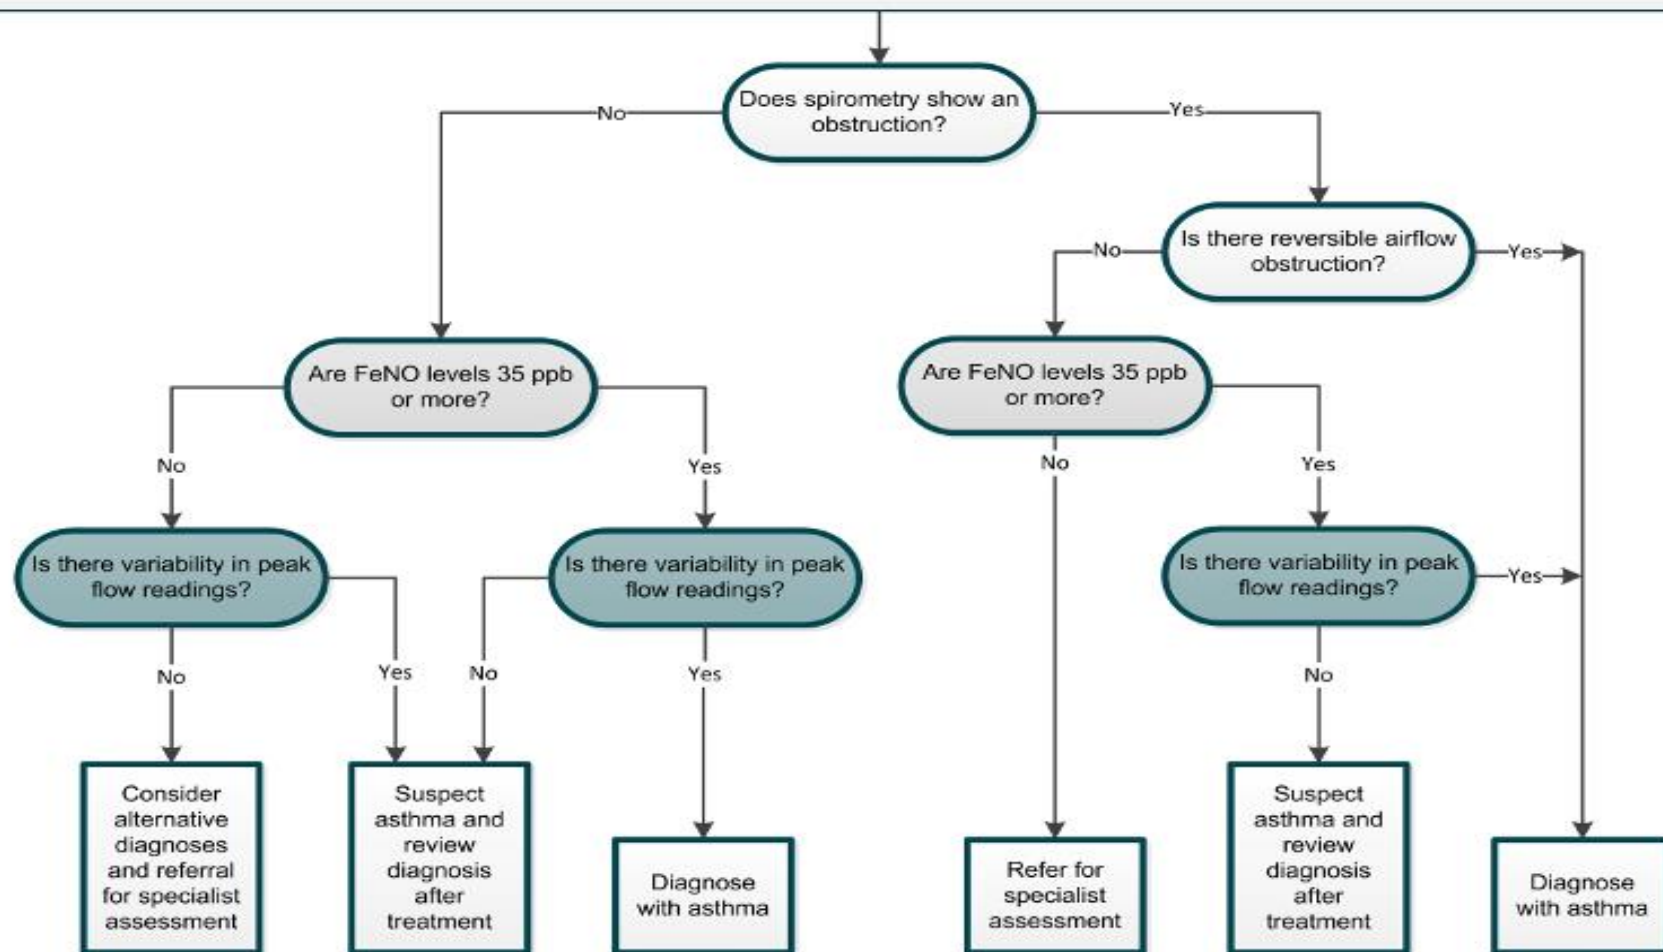 Does spirometry show an
obstruction?
No
Yes
Is there reversible airflow
obstruction?
No
Yes
Are FeNO levels 35 ppb
or more?
No
Yes
Are FeNO levels 35 ppb
or more?
No
Yes
Is there variability in peak
flow readings?
No
Yes
Is there variability in peak
flow readings?
No
Yes
Is there variability in peak
flow readings?
Yes
No
Consider
alternative
diagnoses
and referral
for specialist
assessment
Suspect
asthma and
review
diagnosis
after
treatment
Diagnose
with asthma
Refer for
specialist
assessment
Suspect
asthma and
review
diagnosis
after
treatment
Diagnose
with asthma